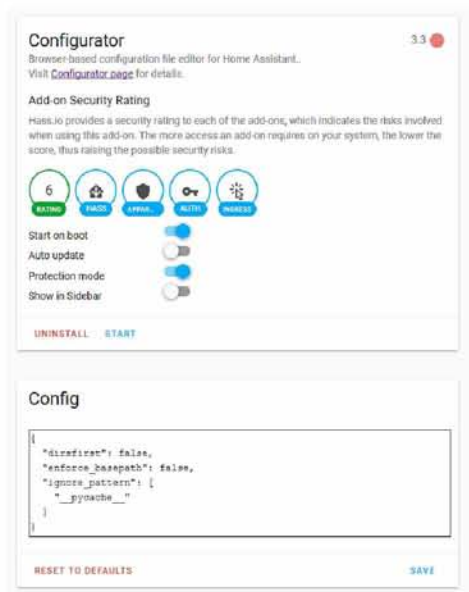 Configurator
3.3
Browser-based configuration file editor for Home Assistant..
Visit Configurator page for details.
Add-on Security Rating
Hass.io provides a security rating to each of the add-ons, which indicates the risks involved
when using this add-on. The more access an add-on requires on your system, the lower the
score, thus raising the possible security risks.
6
RATING HASS APPAR... AUTH INGRESS
Start on boot
Auto update
Protection mode
Show in Sidebar
UNINSTALL START
Config
{
"dirsfirst": false,
"enforce_basepath": false,
"ignore_pattern": [
"__pycache__"
]
}
RESET TO DEFAULTS SAVE